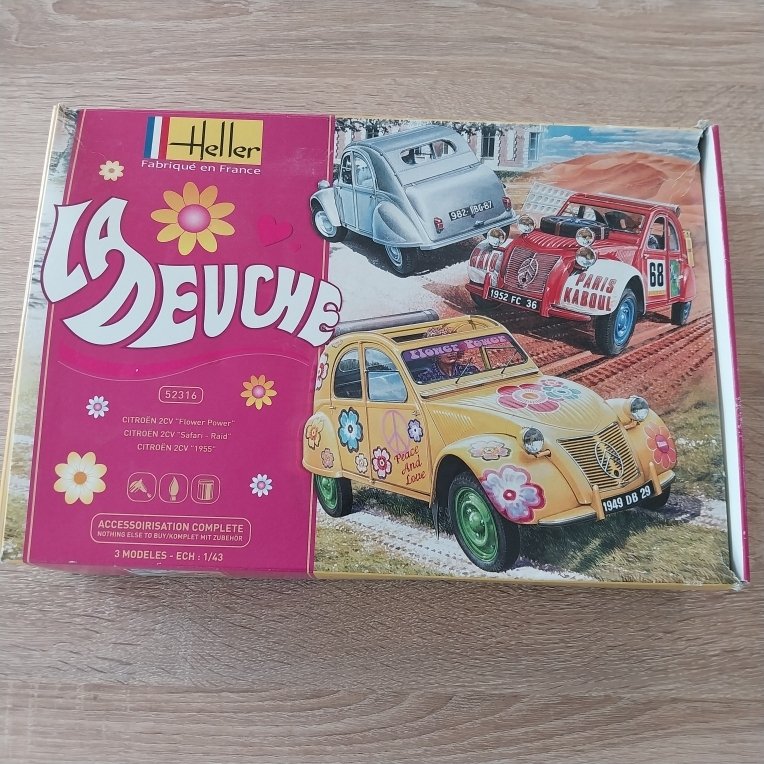 Heller
Fabriqué en France
LA
DEUCHE
52316
CITROËN 2CV "Flower Power"
CITROËN 2CV "Safari - Raid"
CITROËN 2CV "1955"
ACCESSOIRISATION COMPLETE
NOTHING ELSE TO BUY/KOMPLET MIT ZUBEHÖR
3 MODELES - ECH : 1/43
RAID
1952 FC 36
PARIS
KABOUL
68
Flower Power
Peace
And
Love
1949 DB 29